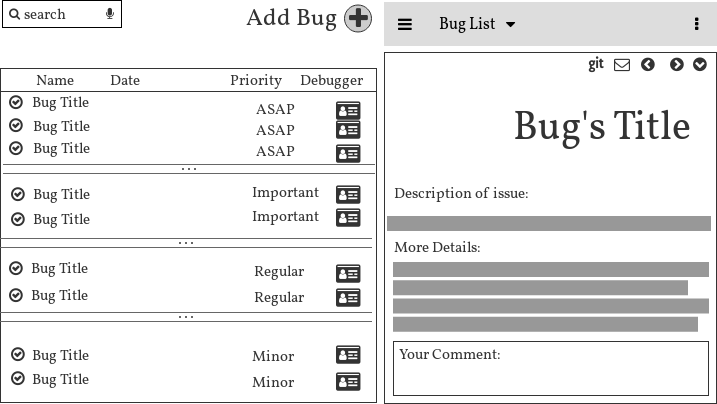 search
Add Bug
Name Date Priority Debugger
Bug Title ASAP
Bug Title ASAP
Bug Title ASAP
...
Bug Title Important
Bug Title Important
...
Bug Title Regular
Bug Title Regular
...
Bug Title Minor
Bug Title Minor
Bug List
git
Bug's Title
Description of issue:
More Details:
Your Comment: